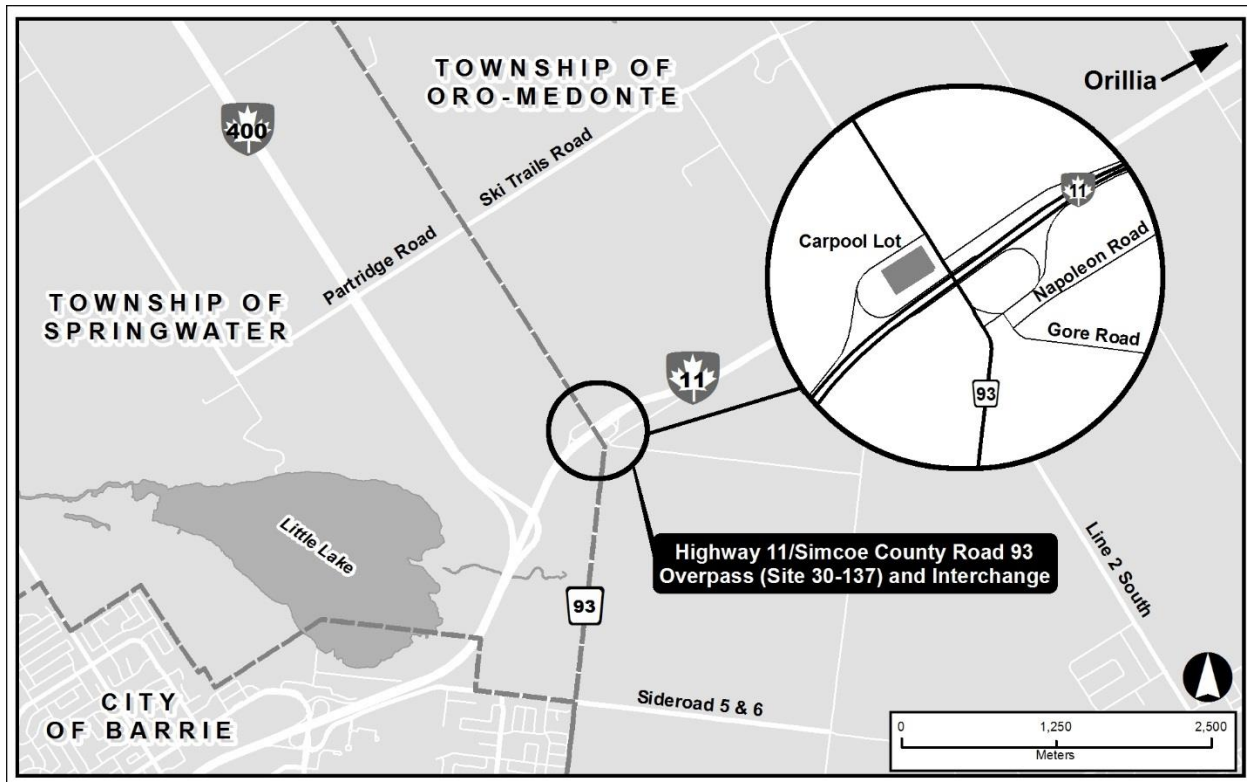 TOWNSHIP OF
ORO-MEDONTE
Orillia
400
Ski Trails Road
11
Carpool Lot
Partridge Road
Napoleon Road
TOWNSHIP OF
SPRINGWATER
Gore Road
11
93
Little Lake
Highway 11/Simcoe County Road 93
Overpass (Site 30-137) and Interchange
Line 2 South
93
CITY
OF BARRIE
Sideroad 5 & 6
0 1,250 2,500
Meters